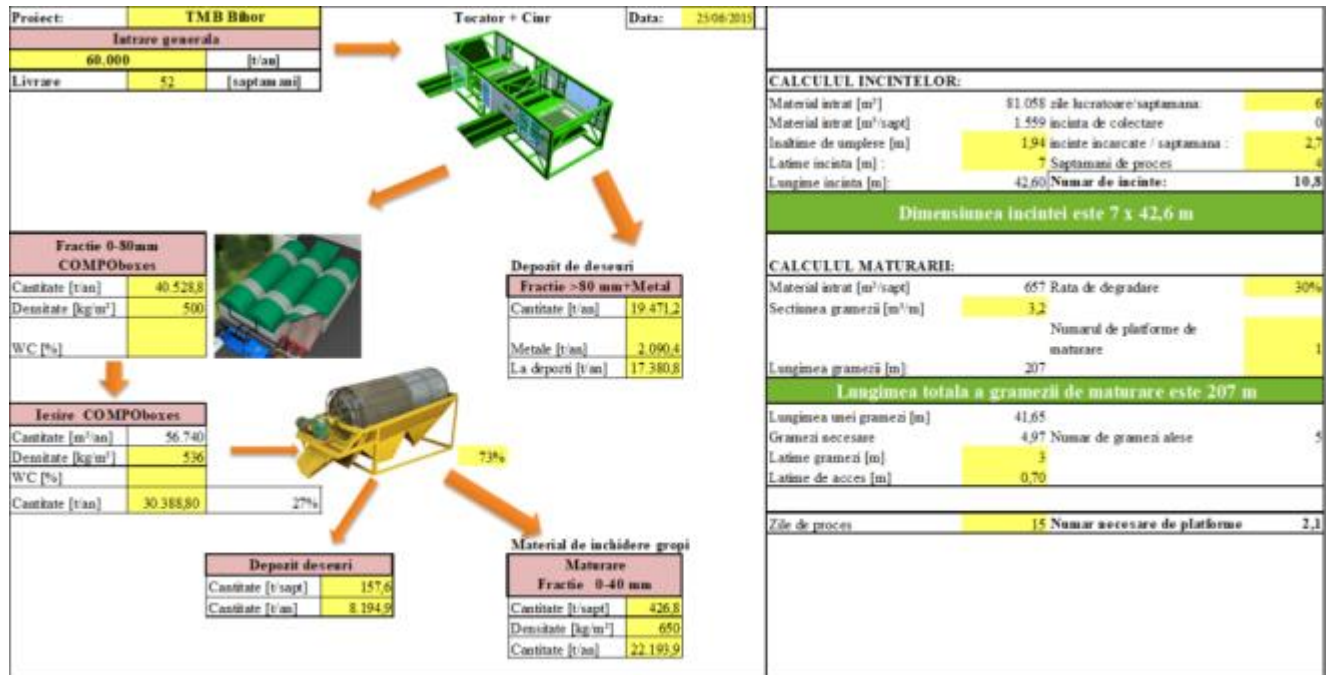 Proiect: TMB Bihor
Tocator + Ciur
Data: 25/06/2015
Intrare generala
60.000 [t/an]
Livrare 52 [saptamani]
Fractie 0-80mm
COMPOboxes
Cantitate [t/an] 40.528,8
Densitate [kg/m³] 500
WC [%]
Depozit de deseuri
Fractie >80 mm+Metal
Cantitate [t/an] 19.471,2
Metale [t/an] 2.090,4
La depozti [t/an] 17.380,8
Iesire COMPOboxes
Cantitate [m³/an] 56.740
Densitate [kg/m³] 536
WC [%]
Cantitate [t/an] 30.388,80 27%
73%
Depozit deseuri
Cantitate [t/sapt] 157,6
Cantitate [t/an] 8.194,9
Material de inchidere gropi
Maturare
Fractie 0-40 mm
Cantitate [t/sapt] 426,8
Densitate [kg/m³] 650
Cantitate [t/an] 22.193,9
CALCULUL INCINTELOR:
Material intrat [m³] 81.058 zile lucratoare/saptamana: 6
Material intrat [m³/sapt] 1.559 incinta de colectare 0
Inaltime de umplere [m] 1,94 incinte incarcate / saptamana : 2,7
Latime incinta [m] : 7 Saptamani de proces 4
Lungime incinta [m]: 42,60 Numar de incinte: 10,8
Dimensiunea incintei este 7 x 42,6 m
CALCULUL MATURARII:
Material intrat [m³/sapt] 657 Rata de degradare 30%
Sectiunea gramezii [m³/m] 3,2
Numarul de platforme de
maturare 1
Lungimea gramezii [m] 207
Lungimea totala a gramezii de maturare este 207 m
Lungimea unei gramezi [m] 41,65
Gramezi necesare 4,97 Numar de gramezi alese 5
Latime gramezi [m] 3
Latime de acces [m] 0,70
Zile de proces 15 Numar necesare de platforme 2,1